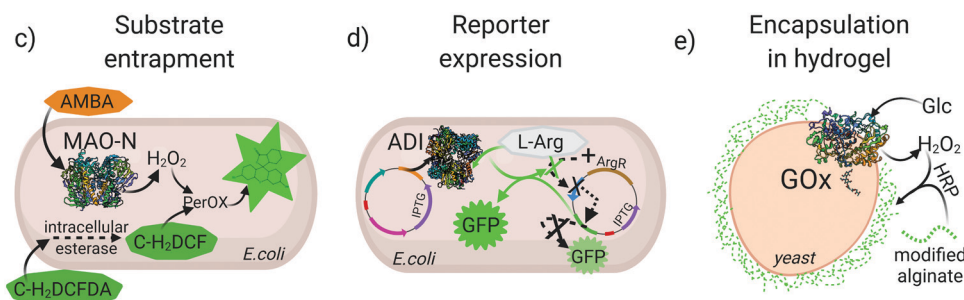 c)
Substrate
entrapment
AMBA
MAO-N
H₂O₂
PerOX
intracellular
esterase
C-H₂DCF
E.coli
C-H₂DCFDA
d)
Reporter
expression
ADI
L-Arg
+
ArgR
IPTG
X
IPTG
GFP
X
GFP
E.coli
e)
Encapsulation
in hydrogel
Glc
H₂O₂
GOx
HRP
yeast
modified
alginate